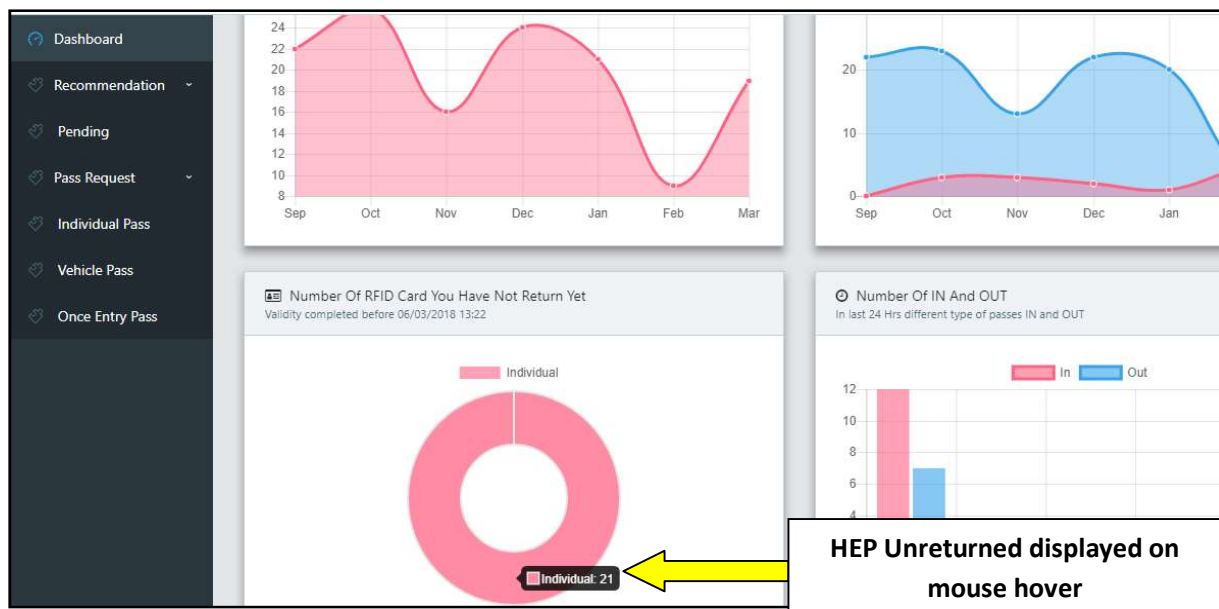 Dashboard
Recommendation
Pending
Pass Request
Individual Pass
Vehicle Pass
Once Entry Pass
24
22
20
18
16
14
12
10
8
Sep Oct Nov Dec Jan Feb Mar
20
10
0
Sep Oct Nov Dec Jan
Number Of RFID Card You Have Not Return Yet
Validity completed before 06/03/2018 13:22
Individual
Individual: 21
Number Of IN And OUT
In last 24 Hrs different type of passes IN and OUT
In Out
12
10
8
6
4
HEP Unreturned displayed on
mouse hover